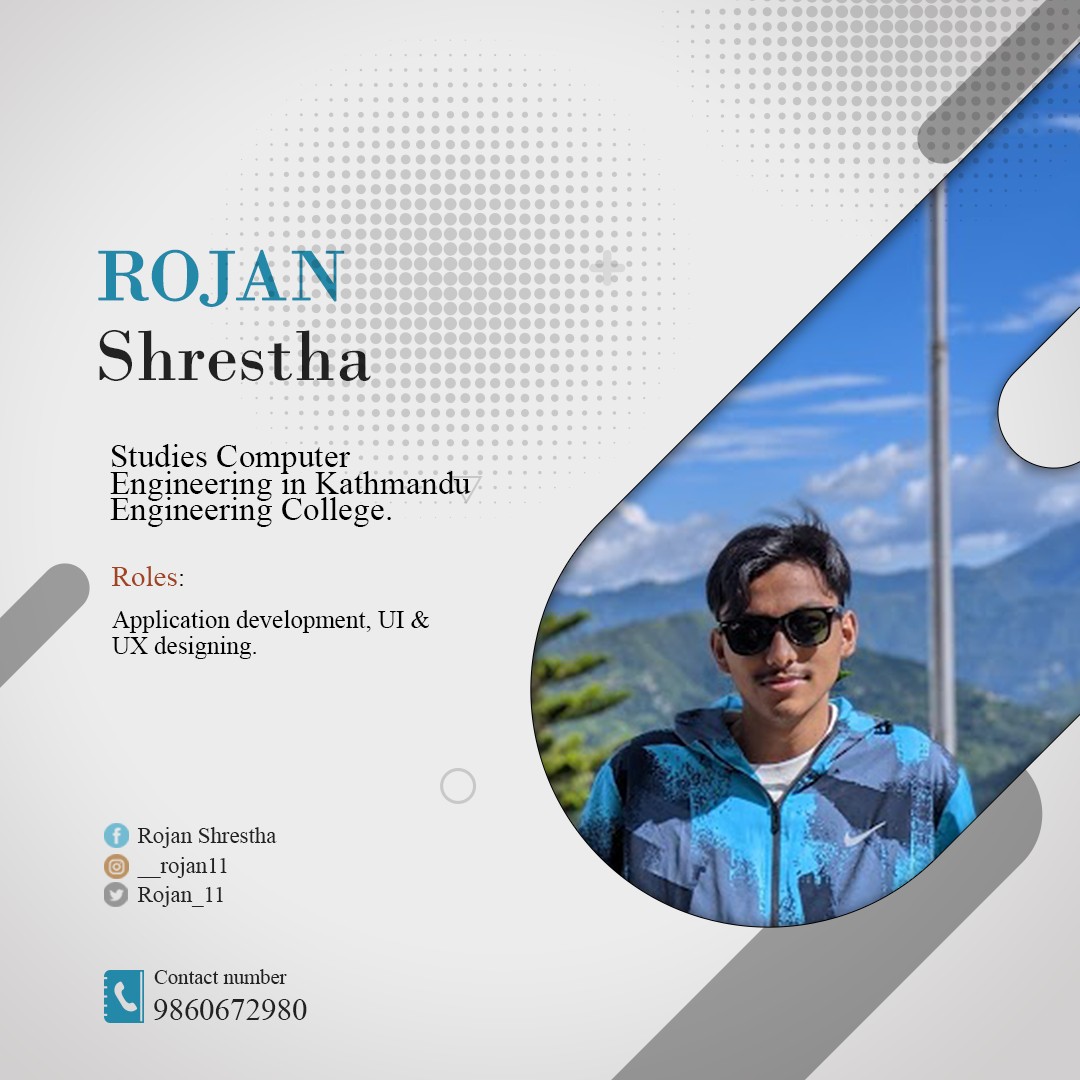 ROJAN
Shrestha
Studies Computer
Engineering in Kathmandu
Engineering College.
Roles:
Application development, UI &
UX designing.
Rojan Shrestha
__rojan11
Rojan_11
Contact number
9860672980